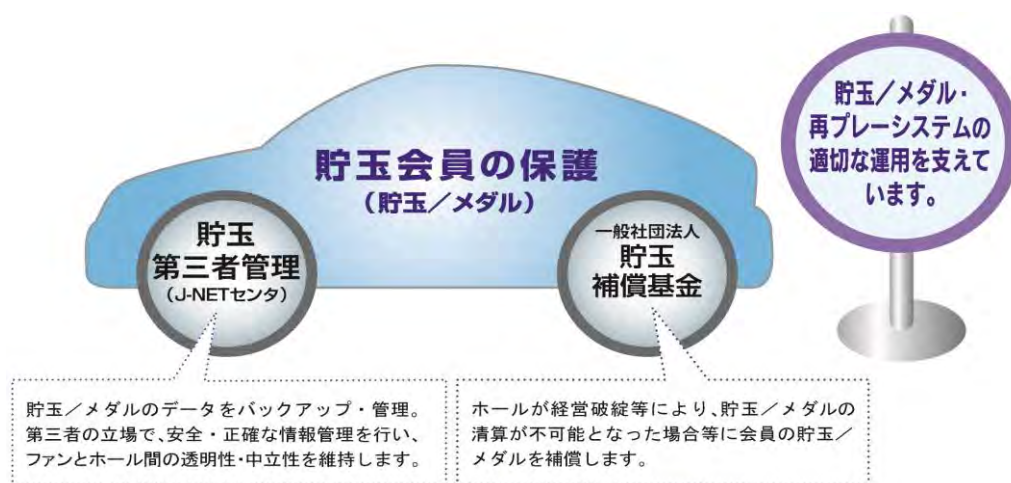 貯玉/メダル・
再プレーシステムの
適切な運用を支えて
います。
貯玉会員の保護
(貯玉/メダル)
貯玉
第三者管理
(J-NETセンタ)
一般社団法人
貯玉
補償基金
貯玉/メダルのデータをバックアップ・管理。
第三者の立場で、安全・正確な情報管理を行い、
ファンとホール間の透明性・中立性を維持します。
ホールが経営破綻等により、貯玉/メダルの
清算が不可能となった場合等に会員の貯玉/
メダルを補償します。